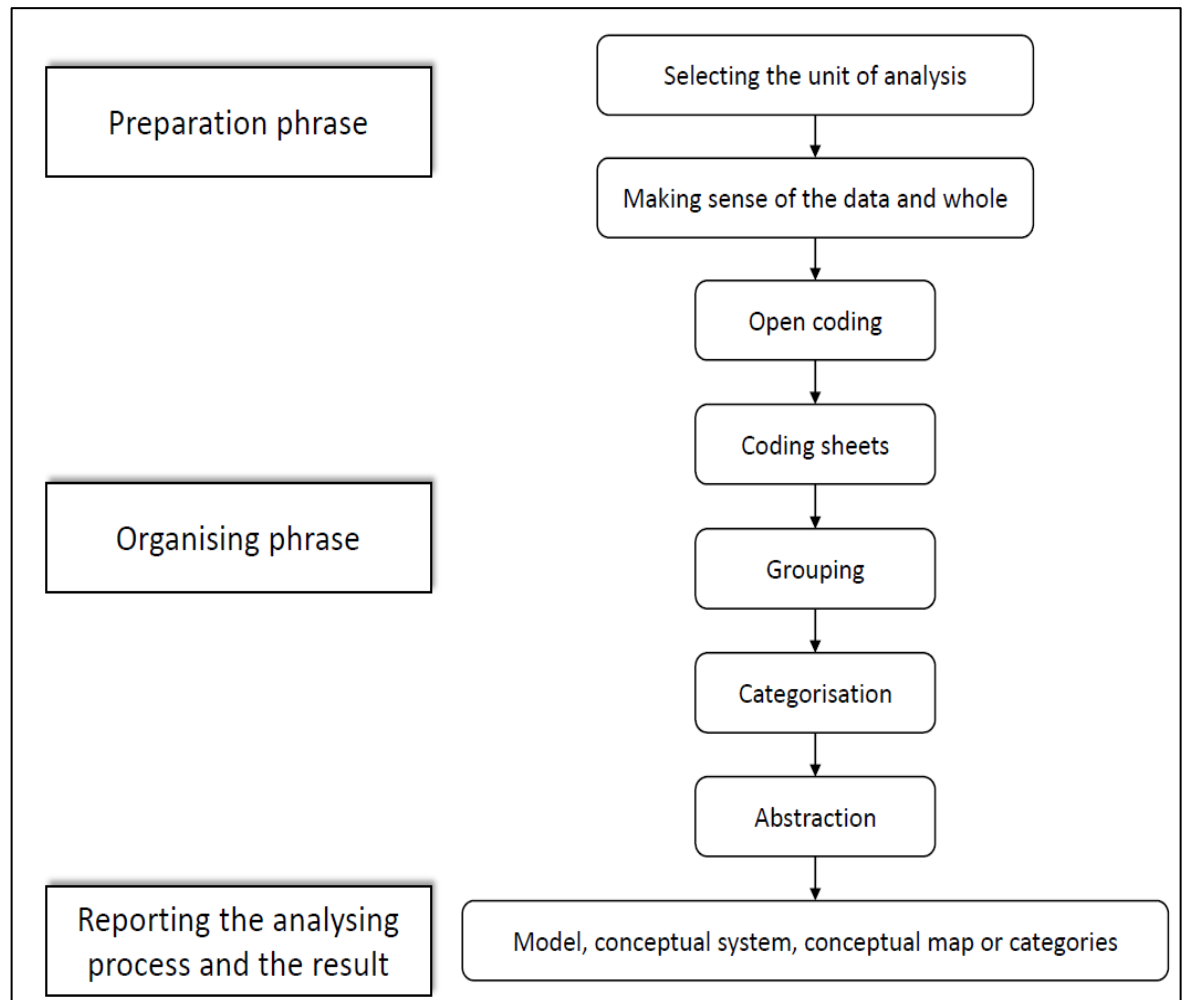 Selecting the unit of analysis
Preparation phrase
Making sense of the data and whole
Open coding
Coding sheets
Organising phrase
Grouping
Categorisation
Abstraction
Reporting the analysing
process and the result
Model, conceptual system, conceptual map or categories